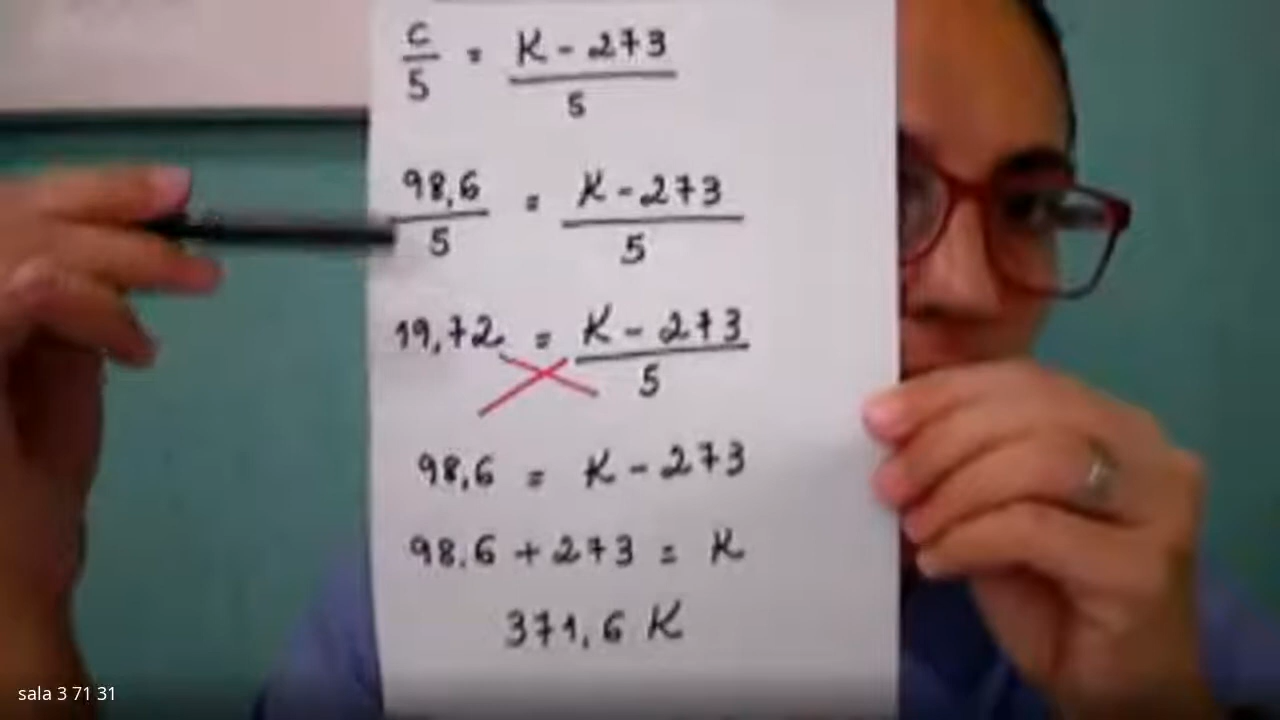 C/5 = K - 273/5
98,6/5 = K - 273/5
19,72 = K - 273/5
98,6 = K - 273
98.6 + 273 = K
371,6 K
sala 3 71 31